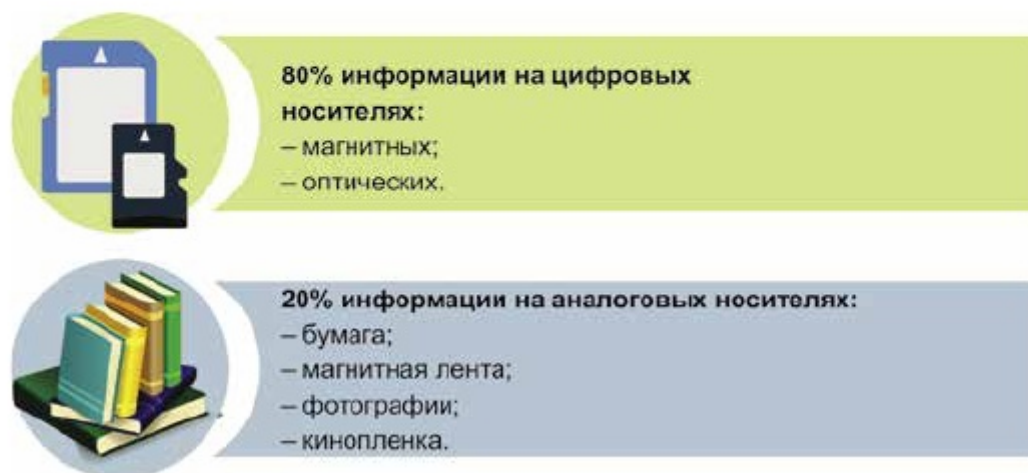 80% информации на цифровых
носителях:
– магнитных;
– оптических.
20% информации на аналоговых носителях:
– бумага;
– магнитная лента;
– фотографии;
– кинопленка.